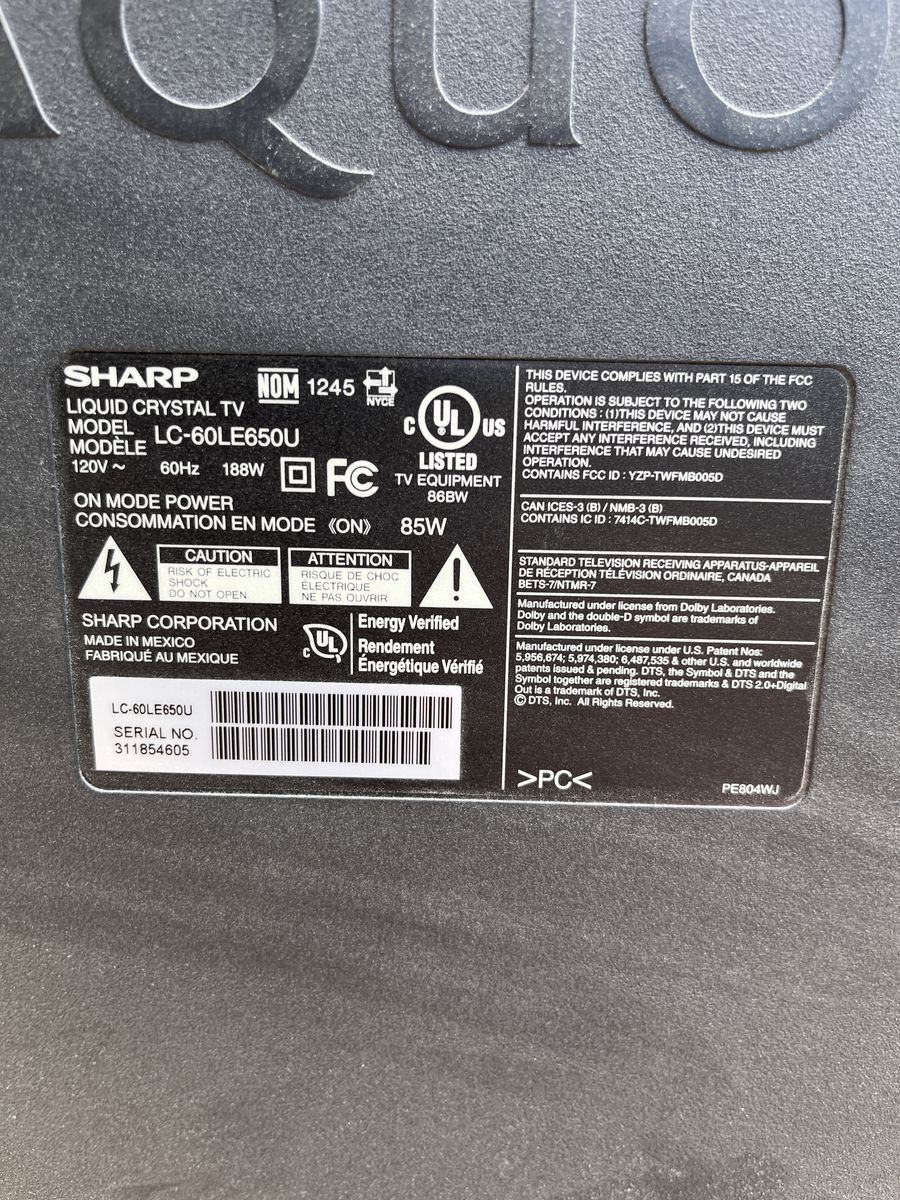 AQUO
SHARP
NOM 1245 NYCE
LIQUID CRYSTAL TV
MODEL
MODÈLE LC-60LE650U
120V ~ 60Hz 188W FC
C UL US
LISTED
TV EQUIPMENT
86BW
ON MODE POWER
CONSOMMATION EN MODE 《ON》 85W
CAUTION
RISK OF ELECTRIC
SHOCK
DO NOT OPEN
ATTENTION
RISQUE DE CHOC
ELECTRIQUE
NE PAS OUVRIR
!
SHARP CORPORATION
MADE IN MEXICO
FABRIQUÉ AU MEXIQUE
C UL
Energy Verified
Rendement
Énergétique Vérifié
LC-60LE650U
SERIAL NO.
311854605
THIS DEVICE COMPLIES WITH PART 15 OF THE FCC
RULES.
OPERATION IS SUBJECT TO THE FOLLOWING TWO
CONDITIONS : (1)THIS DEVICE MAY NOT CAUSE
HARMFUL INTERFERENCE, AND (2)THIS DEVICE MUST
ACCEPT ANY INTERFERENCE RECEIVED, INCLUDING
INTERFERENCE THAT MAY CAUSE UNDESIRED
OPERATION.
CONTAINS FCC ID : YZP-TWFMB005D
CAN ICES-3 (B) / NMB-3 (B)
CONTAINS IC ID : 7414C-TWFMB005D
STANDARD TELEVISION RECEIVING APPARATUS-APPAREIL
DE RÉCEPTION TÉLÉVISION ORDINAIRE, CANADA
BETS-7/NTMR-7
Manufactured under license from Dolby Laboratories.
Dolby and the double-D symbol are trademarks of
Dolby Laboratories.
Manufactured under license under U.S. Patent Nos:
5,956,674; 5,974,380; 6,487,535 & other U.S. and worldwide
patents issued & pending. DTS, the Symbol & DTS and the
Symbol together are registered trademarks & DTS 2.0+Digital
Out is a trademark of DTS, Inc.
© DTS, Inc. All Rights Reserved.
>PC<
PE804WJ